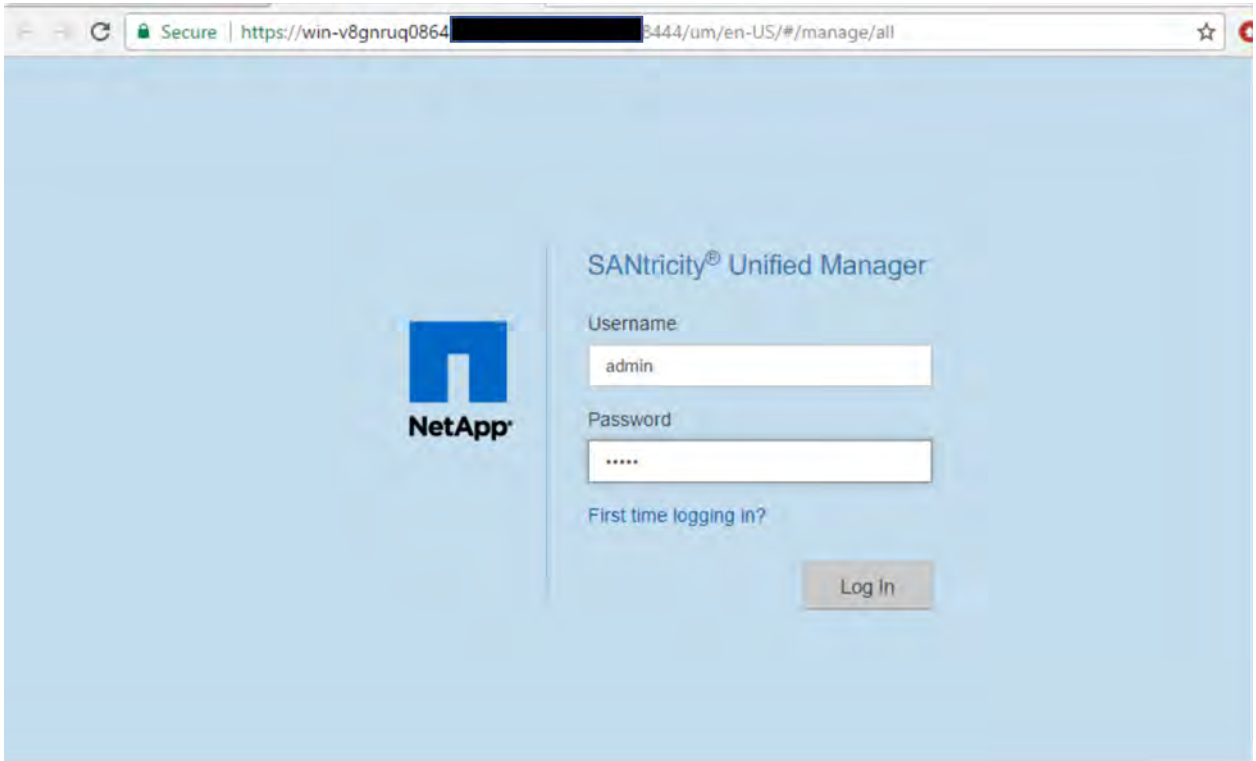 Secure | https://win-v8gnruq0864 8444/um/en-US/#/manage/all
SANtricity® Unified Manager
Username
admin
NetApp
Password
•••••
First time logging in?
Log In